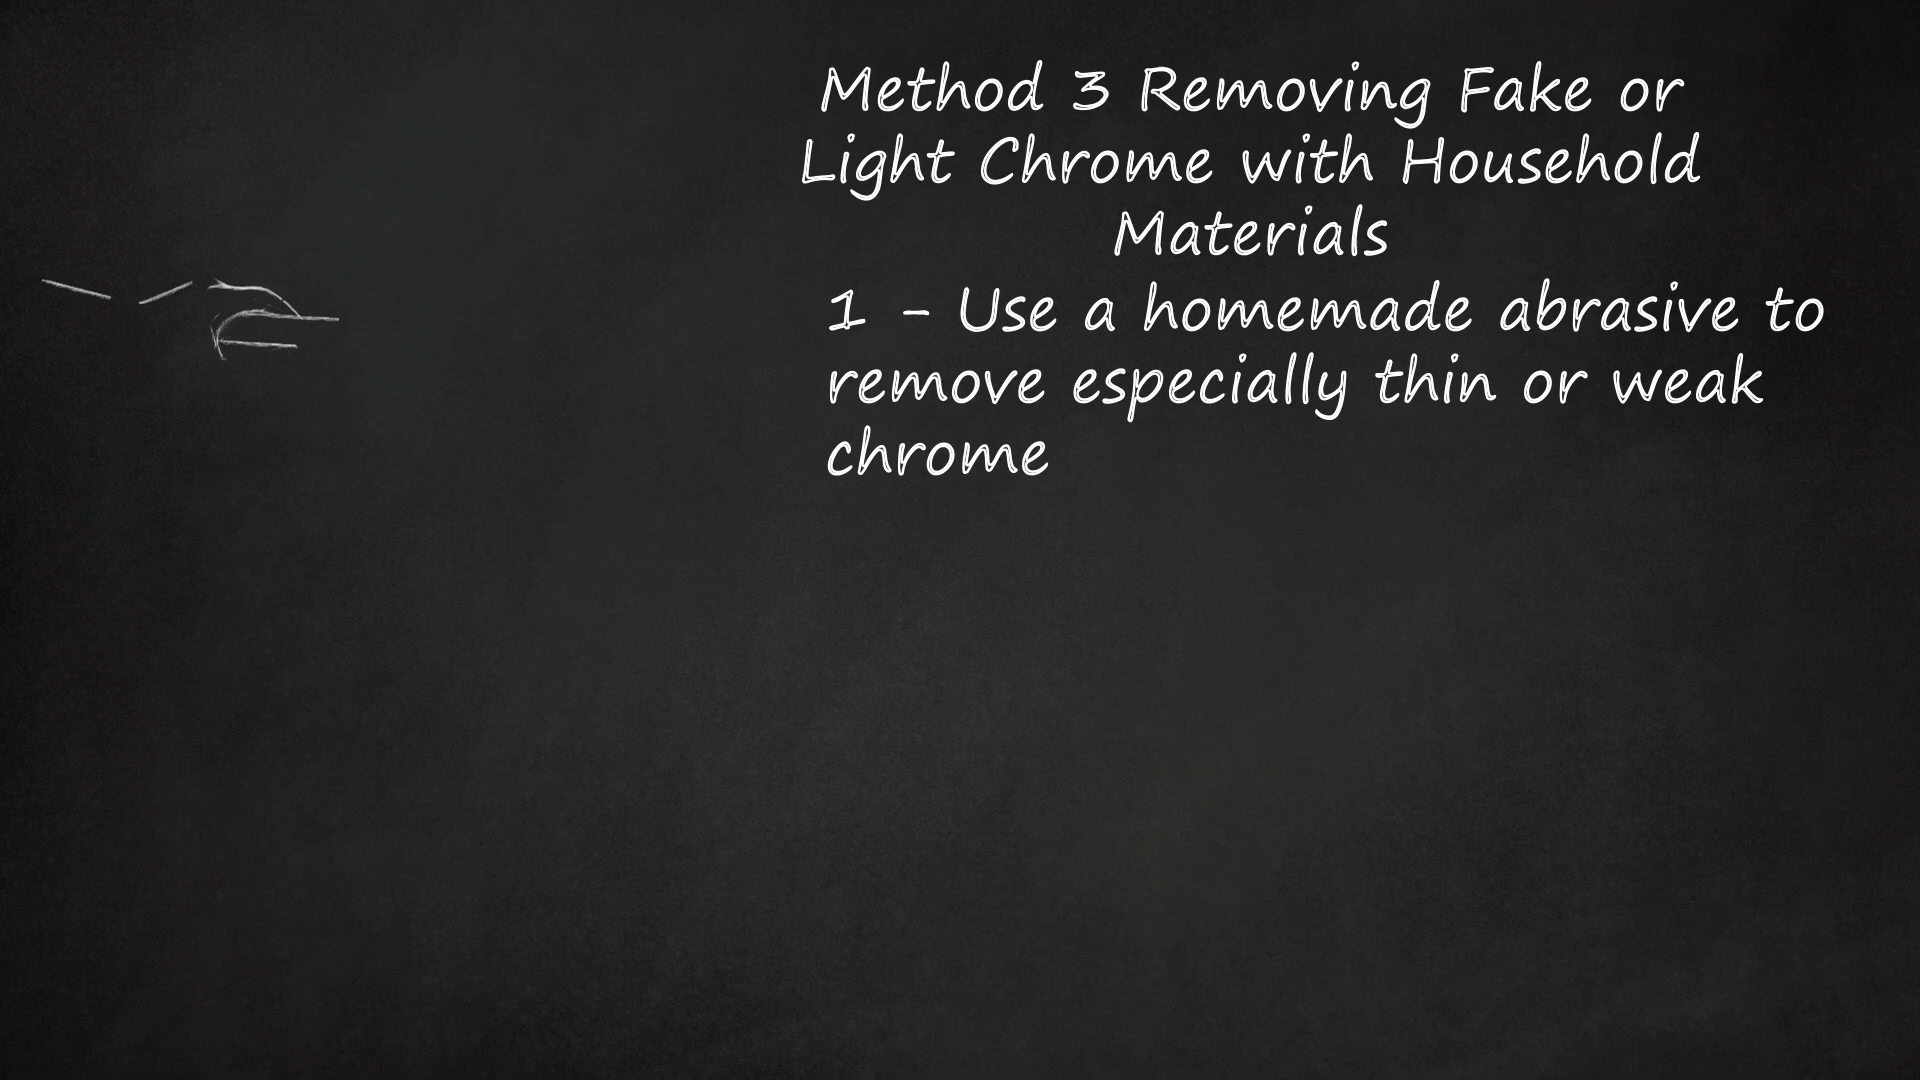 Method 3 Removing Fake or
Light Chrome with Household
Materials
1 - Use a homemade abrasive to
remove especially thin or weak
chrome